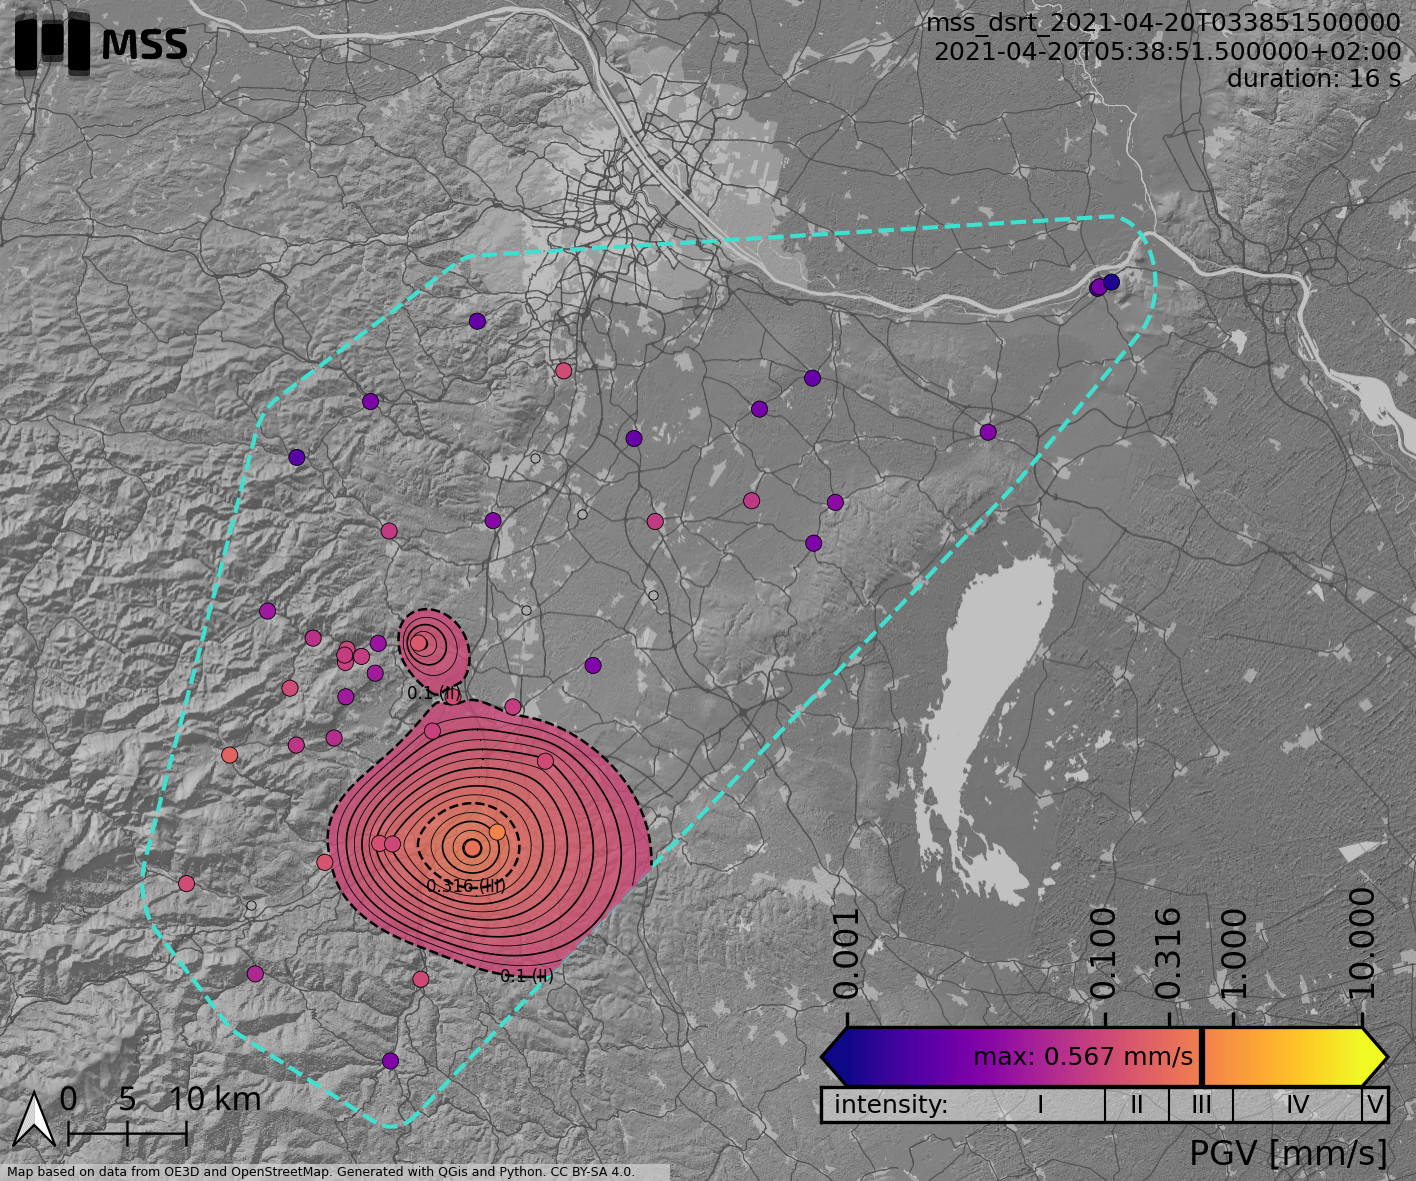 MSS
mss_dsrt_2021-04-20T033851500000
2021-04-20T05:38:51.500000+02:00
duration: 16 s
0.1 (II)
0.316 (III)
0.1 (II)
0.001
0.100
0.316
1.000
10.000
max: 0.567 mm/s
intensity: I II III IV V
PGV [mm/s]
0 5 10 km
Map based on data from OE3D and OpenStreetMap. Generated with QGis and Python. CC BY-SA 4.0.